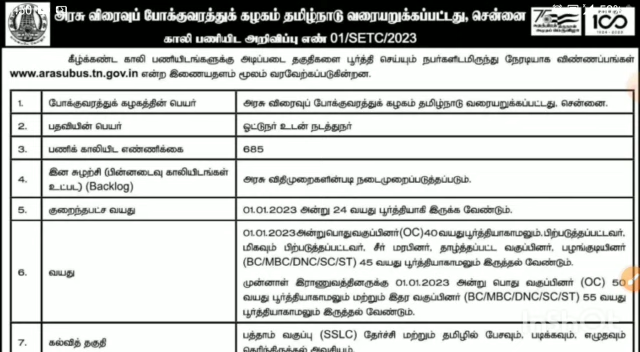 அரசு விரைவுப் போக்குவரத்துக் கழகம் தமிழ்நாடு வரையறுக்கப்பட்டது, சென்னை
காலி பணியிட அறிவிப்பு எண் 01/SETC/2023
கீழ்கண்ட காலி பணியிடங்களுக்கு அடிப்படை தகுதிகளை பூர்த்தி செய்யும் நபர்களிடமிருந்து நேரடியாக விண்ணப்பங்கள்
www.arasubus.tn.gov.in என்ற இணையதளம் மூலம் வரவேற்கப்படுகின்றன.
1. போக்குவரத்துக் கழகத்தின் பெயர் அரசு விரைவுப் போக்குவரத்துக் கழகம் தமிழ்நாடு வரையறுக்கப்பட்டது, சென்னை.
2. பதவியின் பெயர் ஓட்டுநர் உடன் நடத்துநர்
3. பணிக் காலியிட எண்ணிக்கை 685
4. இன சுழற்சி (பின்னடைவு காலியிடங்கள் உட்பட) (Backlog) அரசு விதிமுறைகளின்படி நடைமுறைப்படுத்தப்படும்.
5. குறைந்தபட்ச வயது 01.01.2023 அன்று 24 வயது பூர்த்தியாகி இருக்க வேண்டும்.
6. வயது 01.01.2023 அன்று பொது வகுப்பினர் (OC) 40 வயது பூர்த்தியாகாமலும், பிற்படுத்தப்பட்டவர்,
மிகவும் பிற்படுத்தப்பட்டவர், சீர் மரபினர், தாழ்த்தப்பட்ட வகுப்பினர், பழங்குடியினர்
(BC/MBC/DNC/SC/ST) 45 வயது பூர்த்தியாகாமலும் இருத்தல் வேண்டும்.
முன்னாள் இராணுவத்தினருக்கு 01.01.2023 அன்று பொது வகுப்பினர் (OC) 50
வயது பூர்த்தியாகாமலும் மற்றும் இதர வகுப்பினர் (BC/MBC/DNC/SC/ST) 55 வயது
பூர்த்தியாகாமலும் இருத்தல் வேண்டும்.
7. கல்வித் தகுதி பத்தாம் வகுப்பு (SSLC) தேர்ச்சி மற்றும் தமிழில் பேசவும், படிக்கவும், எழுதவும்
தெரிந்திருத்தல் அவசியம்.